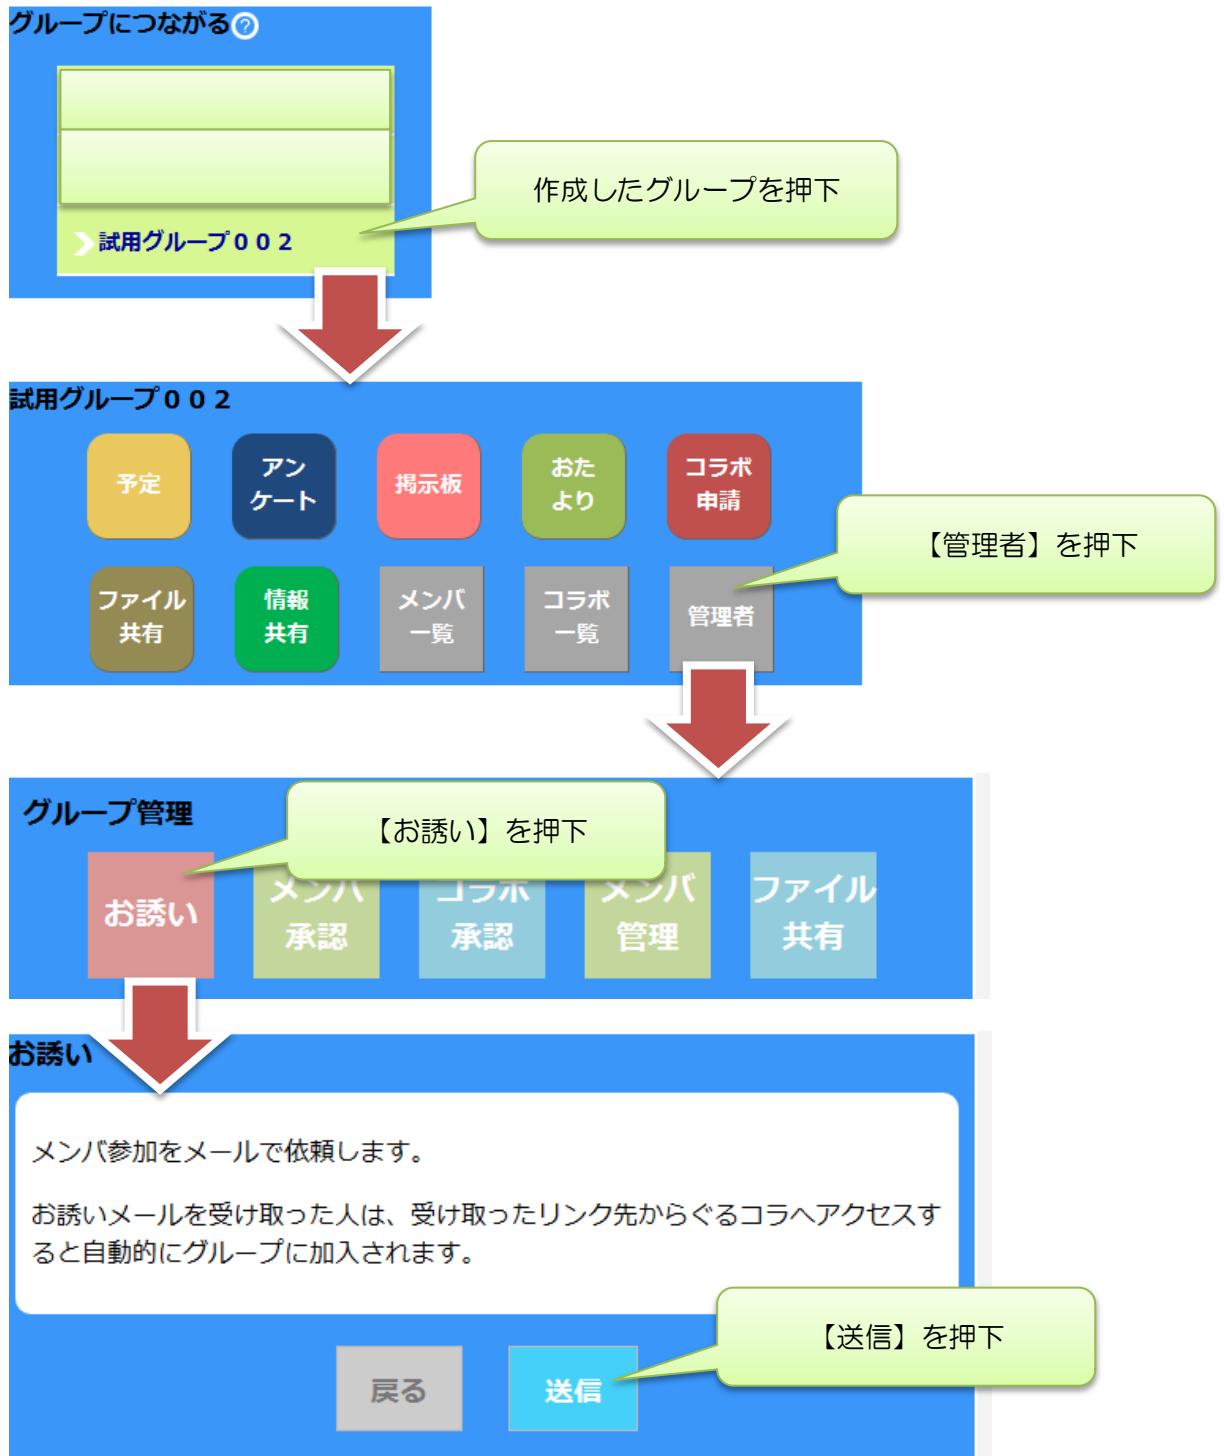 グループにつながる?
作成したグループを押下
試用グループ００２
試用グループ００２
予定
アン
ケート
掲示板
おた
より
コラボ
申請
【管理者】を押下
ファイル
共有
情報
共有
メンバ
一覧
コラボ
一覧
管理者
グループ管理
【お誘い】を押下
お誘い
メンバ
承認
コラボ
承認
メンバ
管理
ファイル
共有
お誘い
メンバ参加をメールで依頼します。
お誘いメールを受け取った人は、受け取ったリンク先からぐるコラへアクセスす
ると自動的にグループに加入されます。
【送信】を押下
戻る
送信